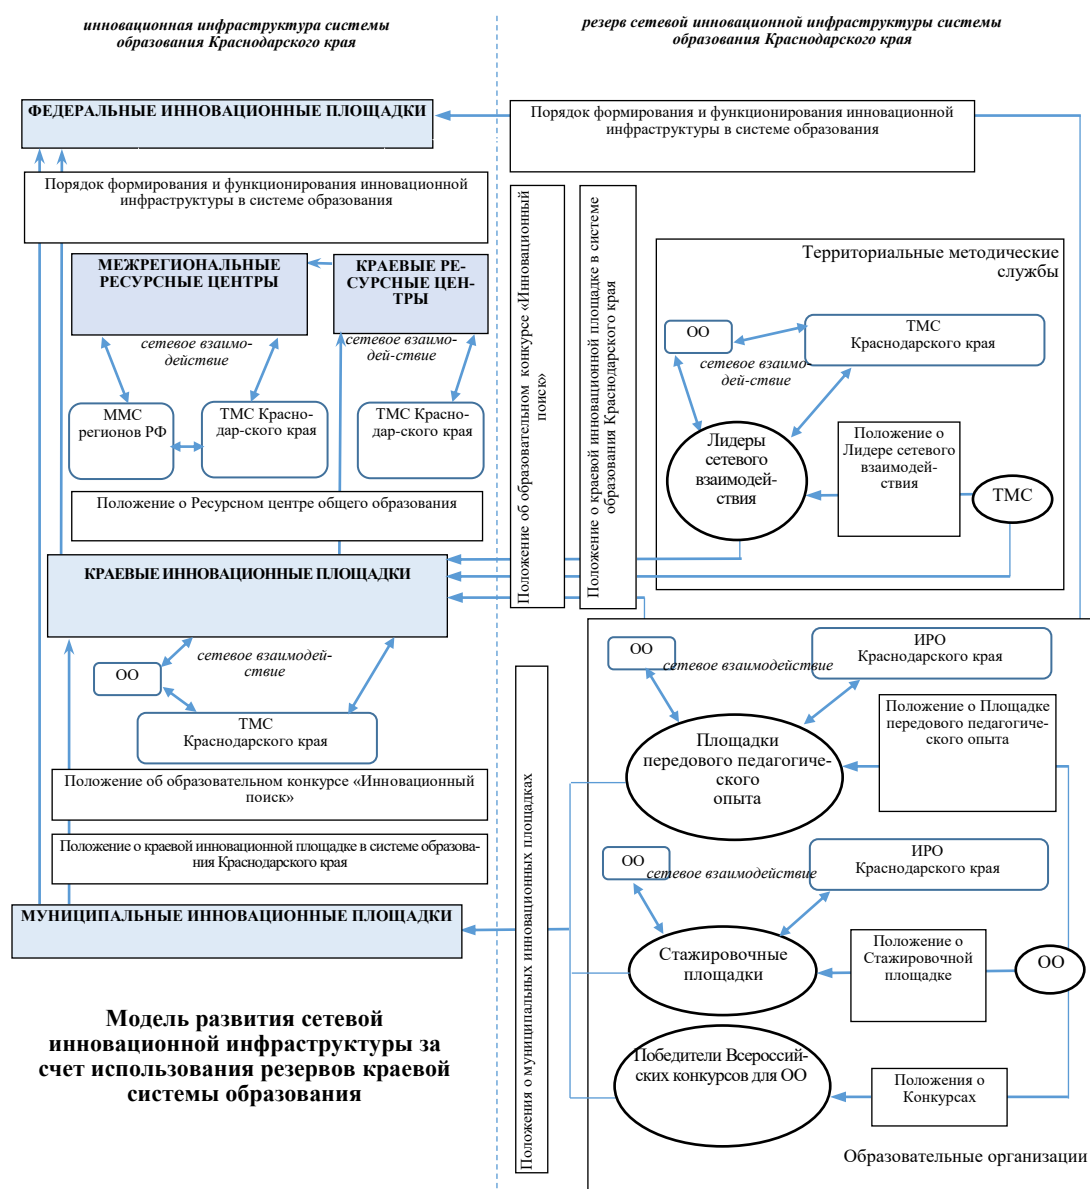 инновационная инфраструктура системы
образования Краснодарского края
резерв сетевой инновационной инфраструктуры системы
образования Краснодарского края
ФЕДЕРАЛЬНЫЕ ИННОВАЦИОННЫЕ ПЛОЩАДКИ
Порядок формирования и функционирования инновационной
инфраструктуры в системе образования
МЕЖРЕГИОНАЛЬНЫЕ
РЕСУРСНЫЕ ЦЕНТРЫ
КРАЕВЫЕ РЕ-
СУРСНЫЕ ЦЕН-
ТРЫ
сетевое взаимо-
действие
сетевое взаимо-
дей-ствие
ММС
регионов РФ
ТМС Красно-
дар-ского края
ТМС Красно-
дар-ского края
Положение о Ресурсном центре общего образования
КРАЕВЫЕ ИННОВАЦИОННЫЕ ПЛОЩАДКИ
сетевое взаимодей-
ствие
ОО
ТМС
Краснодарского края
Положение об образовательном конкурсе «Инновационный
поиск»
Положение о краевой инновационной площадке в системе образова-
ния Краснодарского края
МУНИЦИПАЛЬНЫЕ ИННОВАЦИОННЫЕ ПЛОЩАДКИ
Модель развития сетевой
инновационной инфраструктуры за
счет использования резервов краевой
системы образования
Порядок формирования и функционирования инновационной
инфраструктуры в системе образования
Положение об образовательном конкурсе «Инновационный
поиск»
Положение о краевой инновационной площадке в системе
образования Краснодарского края
Территориальные методические
службы
ОО
ТМС
Краснодарского края
сетевое взаимо-
дей-ствие
Лидеры
сетевого
взаимодей-
ствия
Положение о
Лидере сетевого
взаимодей-
ствия
ТМС
Положения о муниципальных инновационных площадках
ОО
ИРО
Краснодарского края
сетевое взаимодействие
Площадки
передового педагогиче-
ского
опыта
Положение о Площадке
передового педагогиче-
ского опыта
ОО
ИРО
Краснодарского края
сетевое взаимодействие
Стажировочные
площадки
Положение о
Стажировочной
площадке
ОО
Победители Всероссий-
ских конкурсов для ОО
Положения о
Конкурсах
Образовательные организации